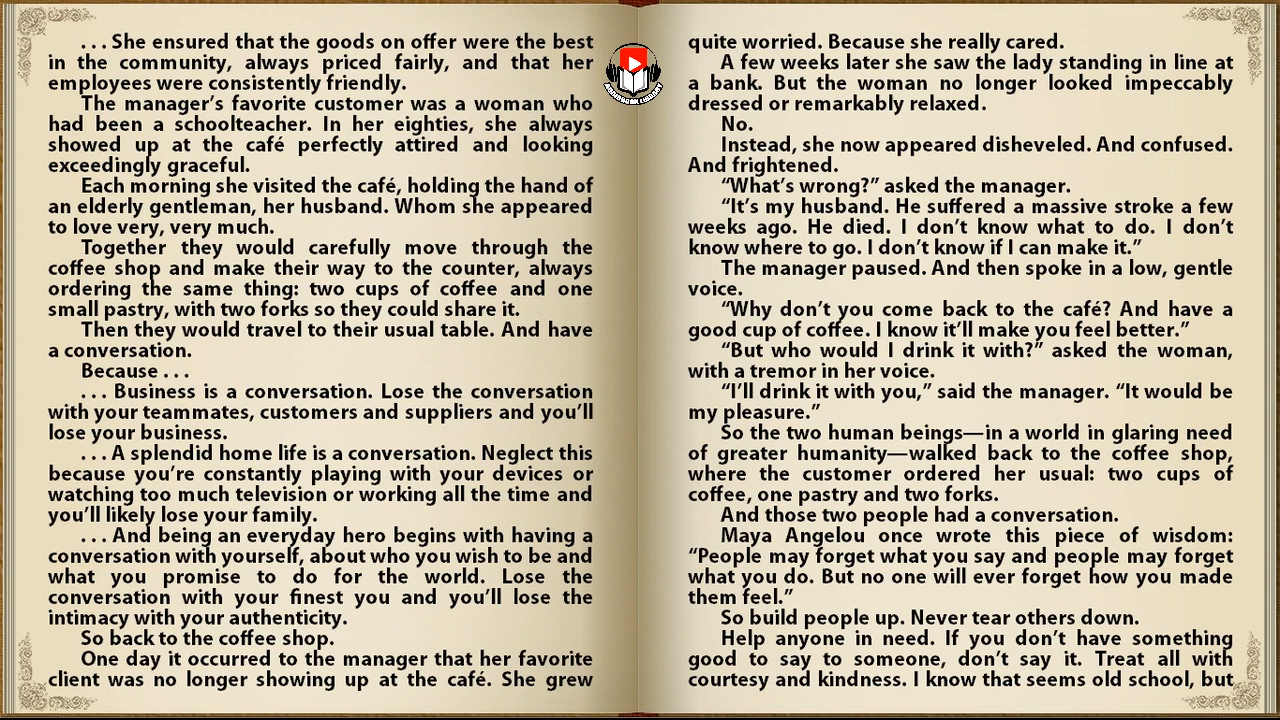 . . . She ensured that the goods on offer were the best
in the community, always priced fairly, and that her
employees were consistently friendly.
The manager’s favorite customer was a woman who
had been a schoolteacher. In her eighties, she always
showed up at the café perfectly attired and looking
exceedingly graceful.
Each morning she visited the café, holding the hand of
an elderly gentleman, her husband. Whom she appeared
to love very, very much.
Together they would carefully move through the
coffee shop and make their way to the counter, always
ordering the same thing: two cups of coffee and one
small pastry, with two forks so they could share it.
Then they would travel to their usual table. And have
a conversation.
Because . . .
. . . Business is a conversation. Lose the conversation
with your teammates, customers and suppliers and you’ll
lose your business.
. . . A splendid home life is a conversation. Neglect this
because you’re constantly playing with your devices or
watching too much television or working all the time and
you’ll likely lose your family.
. . . And being an everyday hero begins with having a
conversation with yourself, about who you wish to be and
what you promise to do for the world. Lose the
conversation with your finest you and you’ll lose the
intimacy with your authenticity.
So back to the coffee shop.
One day it occurred to the manager that her favorite
client was no longer showing up at the café. She grew
quite worried. Because she really cared.
A few weeks later she saw the lady standing in line at
a bank. But the woman no longer looked impeccably
dressed or remarkably relaxed.
No.
Instead, she now appeared disheveled. And confused.
And frightened.
“What’s wrong?” asked the manager.
“It’s my husband. He suffered a massive stroke a few
weeks ago. He died. I don’t know what to do. I don’t
know where to go. I don’t know if I can make it.”
The manager paused. And then spoke in a low, gentle
voice.
“Why don’t you come back to the café? And have a
good cup of coffee. I know it’ll make you feel better.”
“But who would I drink it with?” asked the woman,
with a tremor in her voice.
“I’ll drink it with you,” said the manager. “It would be
my pleasure.”
So the two human beings—in a world in glaring need
of greater humanity—walked back to the coffee shop,
where the customer ordered her usual: two cups of
coffee, one pastry and two forks.
And those two people had a conversation.
Maya Angelou once wrote this piece of wisdom:
“People may forget what you say and people may forget
what you do. But no one will ever forget how you made
them feel.”
So build people up. Never tear others down.
Help anyone in need. If you don’t have something
good to say to someone, don’t say it. Treat all with
courtesy and kindness. I know that seems old school, but